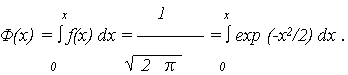 x 1 x
Φ(x) = ∫ f(x) dx = ――― = ∫ exp (-x²/2) dx .
0 √ 2 π 0